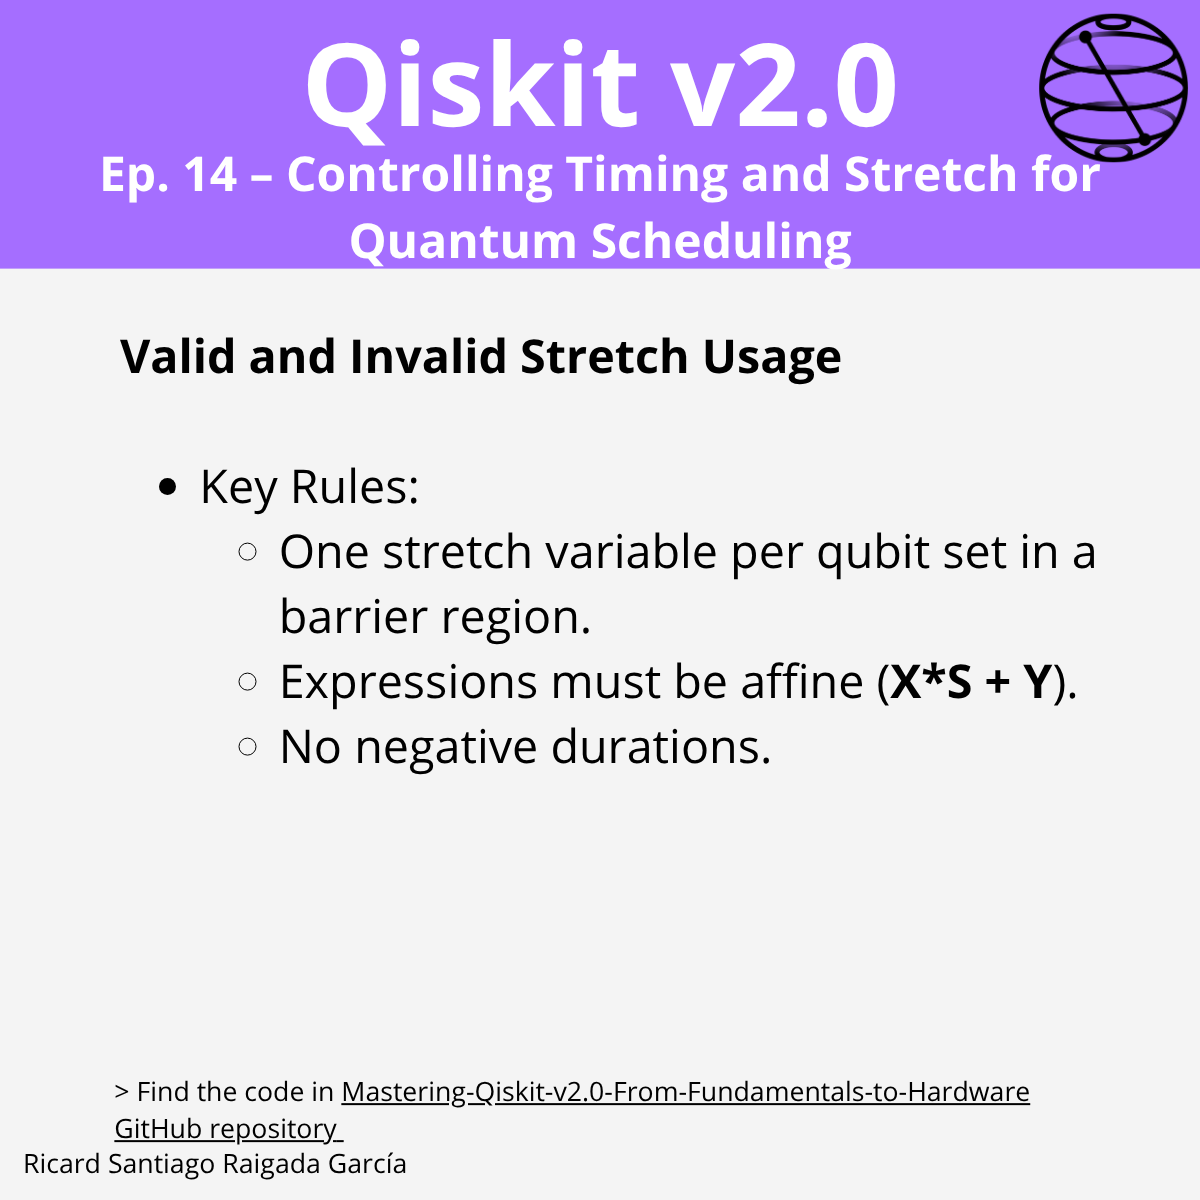 Qiskit v2.0
Ep. 14 – Controlling Timing and Stretch for
Quantum Scheduling
Valid and Invalid Stretch Usage
• Key Rules:
○ One stretch variable per qubit set in a
barrier region.
○ Expressions must be affine (X*S + Y).
○ No negative durations.
> Find the code in Mastering-Qiskit-v2.0-From-Fundamentals-to-Hardware
GitHub repository
Ricard Santiago Raigada García